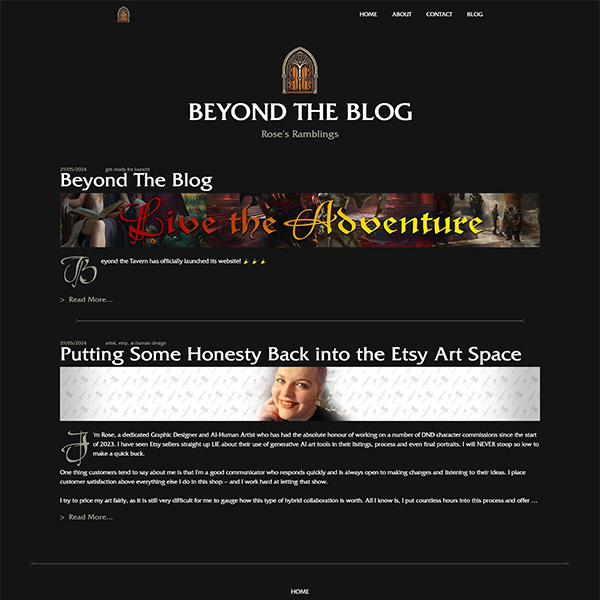 HOME ABOUT CONTACT BLOG
BEYOND THE BLOG
Rose's Ramblings
29/05/2024 get ready for launch!
Beyond The Blog
Live the Adventure
Beyond the Tavern has officially launched its website! 🎉 🎉 🎉
> Read More...
29/05/2024 artist, etsy, ai-human design
Putting Some Honesty Back into the Etsy Art Space
I'm Rose, a dedicated Graphic Designer and AI-Human Artist who has had the absolute honour of working on a number of DND character commissions since the start
of 2023. I have seen Etsy sellers straight up LIE about their use of generative AI art tools in their listings, process and even final portraits. I will NEVER stoop so low to
make a quick buck.
One thing customers tend to say about me is that I'm a good communicator who responds quickly and is always open to making changes and listening to their ideas. I place
customer satisfaction above everything else I do in this shop – and I work hard at letting that show.
I try to price my art fairly, as it is still very difficult for me to gauge how this type of hybrid collaboration is worth. All I know is, I put countless hours into this process and offer ...
> Read More...
HOME